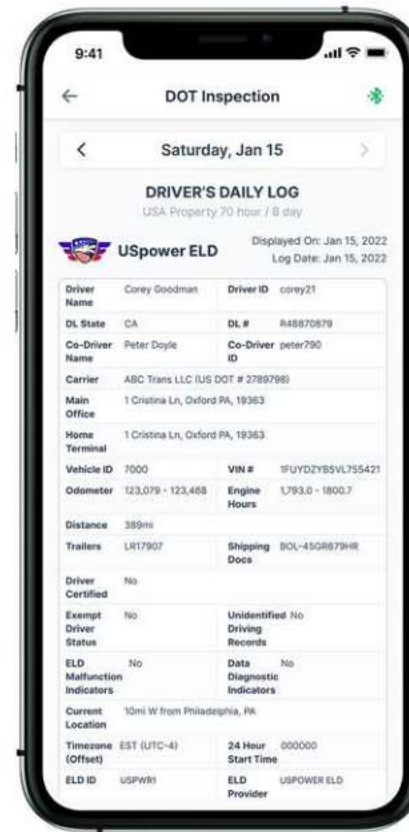 9:41
DOT Inspection
Saturday, Jan 15
DRIVER'S DAILY LOG
USA Property 70 hour / 8 day
USpower ELD
Displayed On: Jan 15, 2022
Log Date: Jan 15, 2022
Driver Name Corey Goodman Driver ID corey21
DL State CA DL # R48870879
Co-Driver Name Peter Doyle Co-Driver ID peter790
Carrier ABC Trans LLC (US DOT # 2789798)
Main Office 1 Cristina Ln, Oxford PA, 19363
Home Terminal 1 Cristina Ln, Oxford PA, 19363
Vehicle ID 7000 VIN # 1FUYDZYB5VL755421
Odometer 123,079 - 123,468 Engine Hours 1,793.0 - 1800.7
Distance 389mi
Trailers LR17907 Shipping Docs BOL-45GR679HR
Driver Certified No
Exempt Driver Status No Unidentified Driving Records No
ELD Malfunction Indicators No Data Diagnostic Indicators No
Current Location 10mi W from Philadelphia, PA
Timezone (Offset) EST (UTC-4) 24 Hour Start Time 000000
ELD ID USPWR1 ELD Provider USPOWER ELD